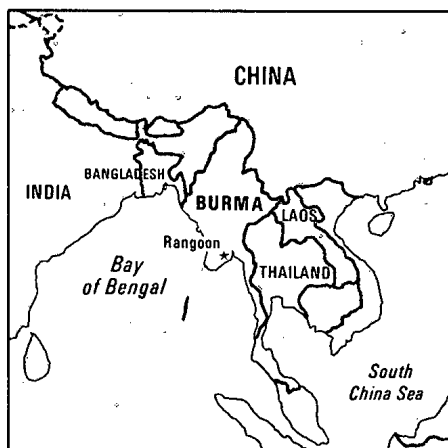 CHINA
BANGLADESH
INDIA
BURMA
LAOS
Rangoon
THAILAND
Bay
of Bengal
South
China Sea